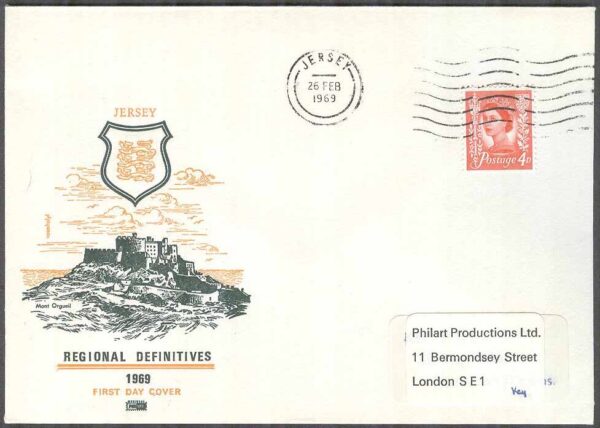 JERSEY
26 FEB
1969
Postage 4D
JERSEY
Mont Orgueil
REGIONAL DEFINITIVES
1969
FIRST DAY COVER
Philart Productions Ltd.
11 Bermondsey Street
London S E 1